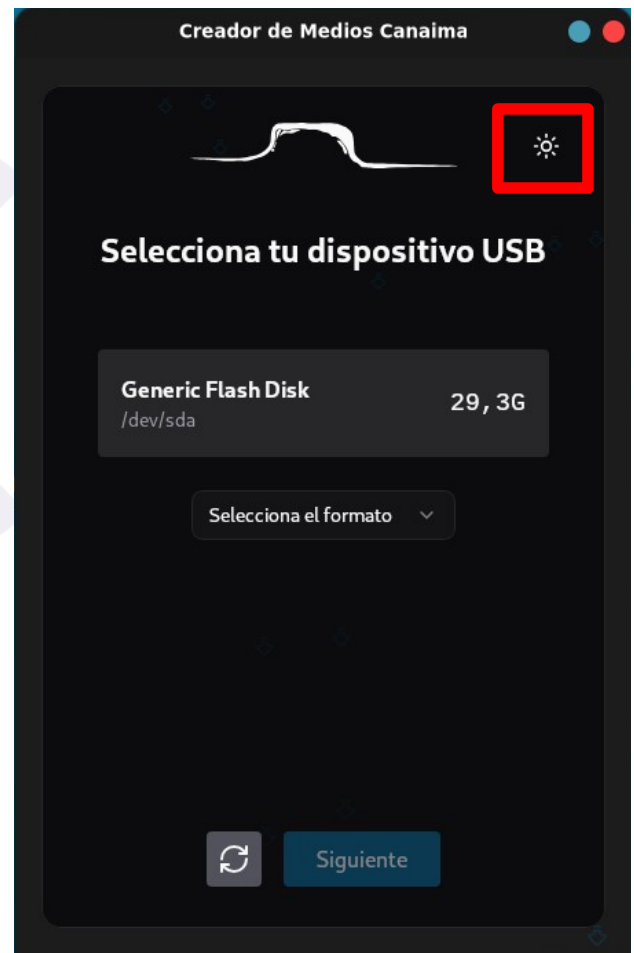 Creador de Medios Canaima
Selecciona tu dispositivo USB
Generic Flash Disk
29,3G
/dev/sda
Selecciona el formato
Siguiente